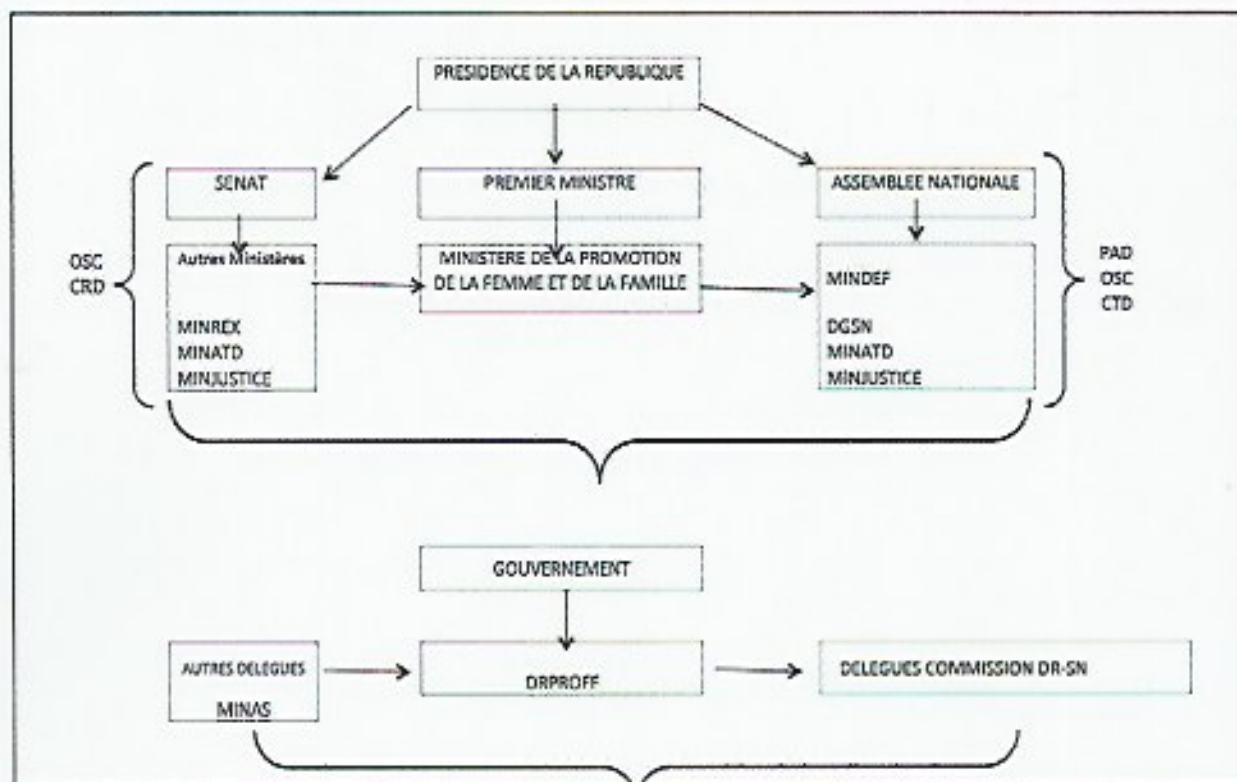 PRESIDENCE DE LA REPUBLIQUE
SENAT
PREMIER MINISTRE
ASSEMBLEE NATIONALE
OSC
CRD
Autres Ministères
MINREX
MINATD
MINJUSTICE
MINISTERE DE LA PROMOTION
DE LA FEMME ET DE LA FAMILLE
MINDEF
DGSN
MINATD
MINJUSTICE
PAD
OSC
CTD
GOUVERNEMENT
AUTRES DELEGUES
MINAS
DRPROFF
DELEGUES COMMISSION DR-SN